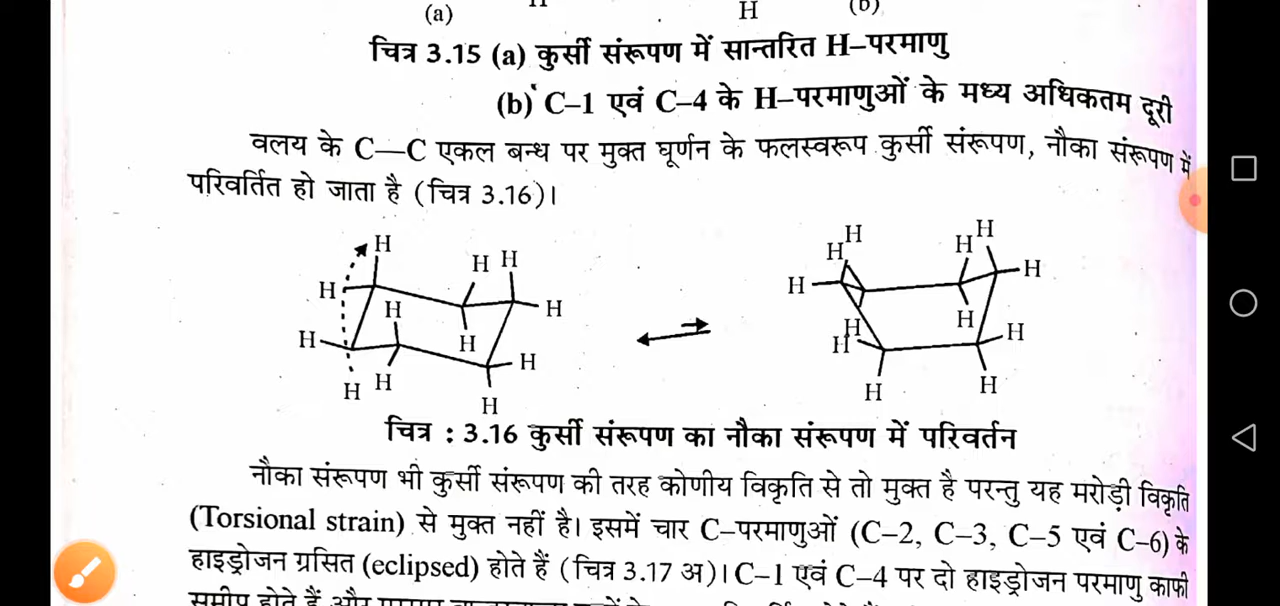 (a) H H (b)
चित्र 3.15 (a) कुर्सी संरूपण में सान्तरित H–परमाणु
(b) C–1 एवं C–4 के H–परमाणुओं के मध्य अधिकतम दूरी
वलय के C—C एकल बन्ध पर मुक्त घूर्णन के फलस्वरूप कुर्सी संरूपण, नौका संरूपण में
परिवर्तित हो जाता है (चित्र 3.16)।
H H H H H H H H H H H H
H H H H H H H H H H H H
चित्र : 3.16 कुर्सी संरूपण का नौका संरूपण में परिवर्तन
नौका संरूपण भी कुर्सी संरूपण की तरह कोणीय विकृति से तो मुक्त है परन्तु यह मरोड़ी विकृति
(Torsional strain) से मुक्त नहीं है। इसमें चार C–परमाणुओं (C–2, C–3, C–5 एवं C–6) के
हाइड्रोजन ग्रसित (eclipsed) होते हैं (चित्र 3.17 अ)। C–1 एवं C–4 पर दो हाइड्रोजन परमाणु काफी
समीप होते हैं और